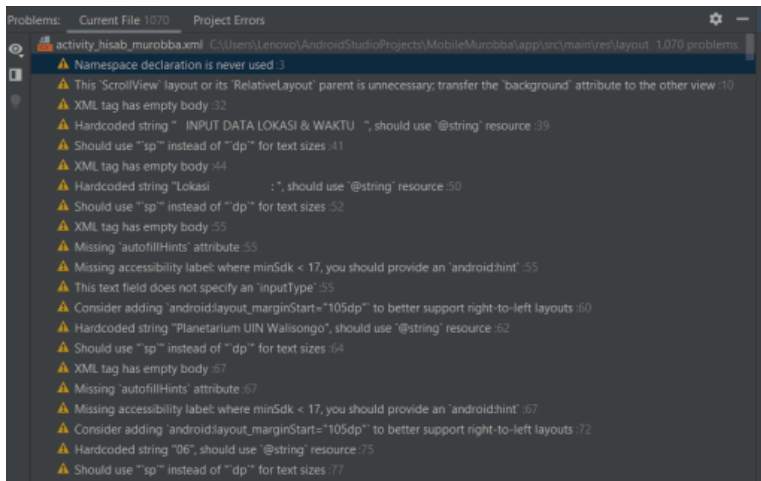 Problems: Current File 1070 Project Errors
activity_hisab_murobba.xml C:\Users\Lenovo\AndroidStudioProjects\MobileMurobba\app\src\main\res\layout 1,070 problems
Namespace declaration is never used :3
This `ScrollView` layout or its `RelativeLayout` parent is unnecessary; transfer the `background` attribute to the other view :10
XML tag has empty body :32
Hardcoded string "   INPUT DATA LOKASI & WAKTU   ", should use `@string` resource :39
Should use "`sp`" instead of "`dp`" for text sizes :41
XML tag has empty body :44
Hardcoded string "Lokasi                : ", should use `@string` resource :50
Should use "`sp`" instead of "`dp`" for text sizes :52
XML tag has empty body :55
Missing `autofillHints` attribute :55
Missing accessibility label: where minSdk < 17, you should provide an `android:hint` :55
This text field does not specify an `inputType` :55
Consider adding `android:layout_marginStart="105dp"` to better support right-to-left layouts :60
Hardcoded string "Planetarium UIN Walisongo", should use `@string` resource :62
Should use "`sp`" instead of "`dp`" for text sizes :64
XML tag has empty body :67
Missing `autofillHints` attribute :67
Missing accessibility label: where minSdk < 17, you should provide an `android:hint` :67
Consider adding `android:layout_marginStart="105dp"` to better support right-to-left layouts :72
Hardcoded string "06", should use `@string` resource :75
Should use "`sp`" instead of "`dp`" for text sizes :77